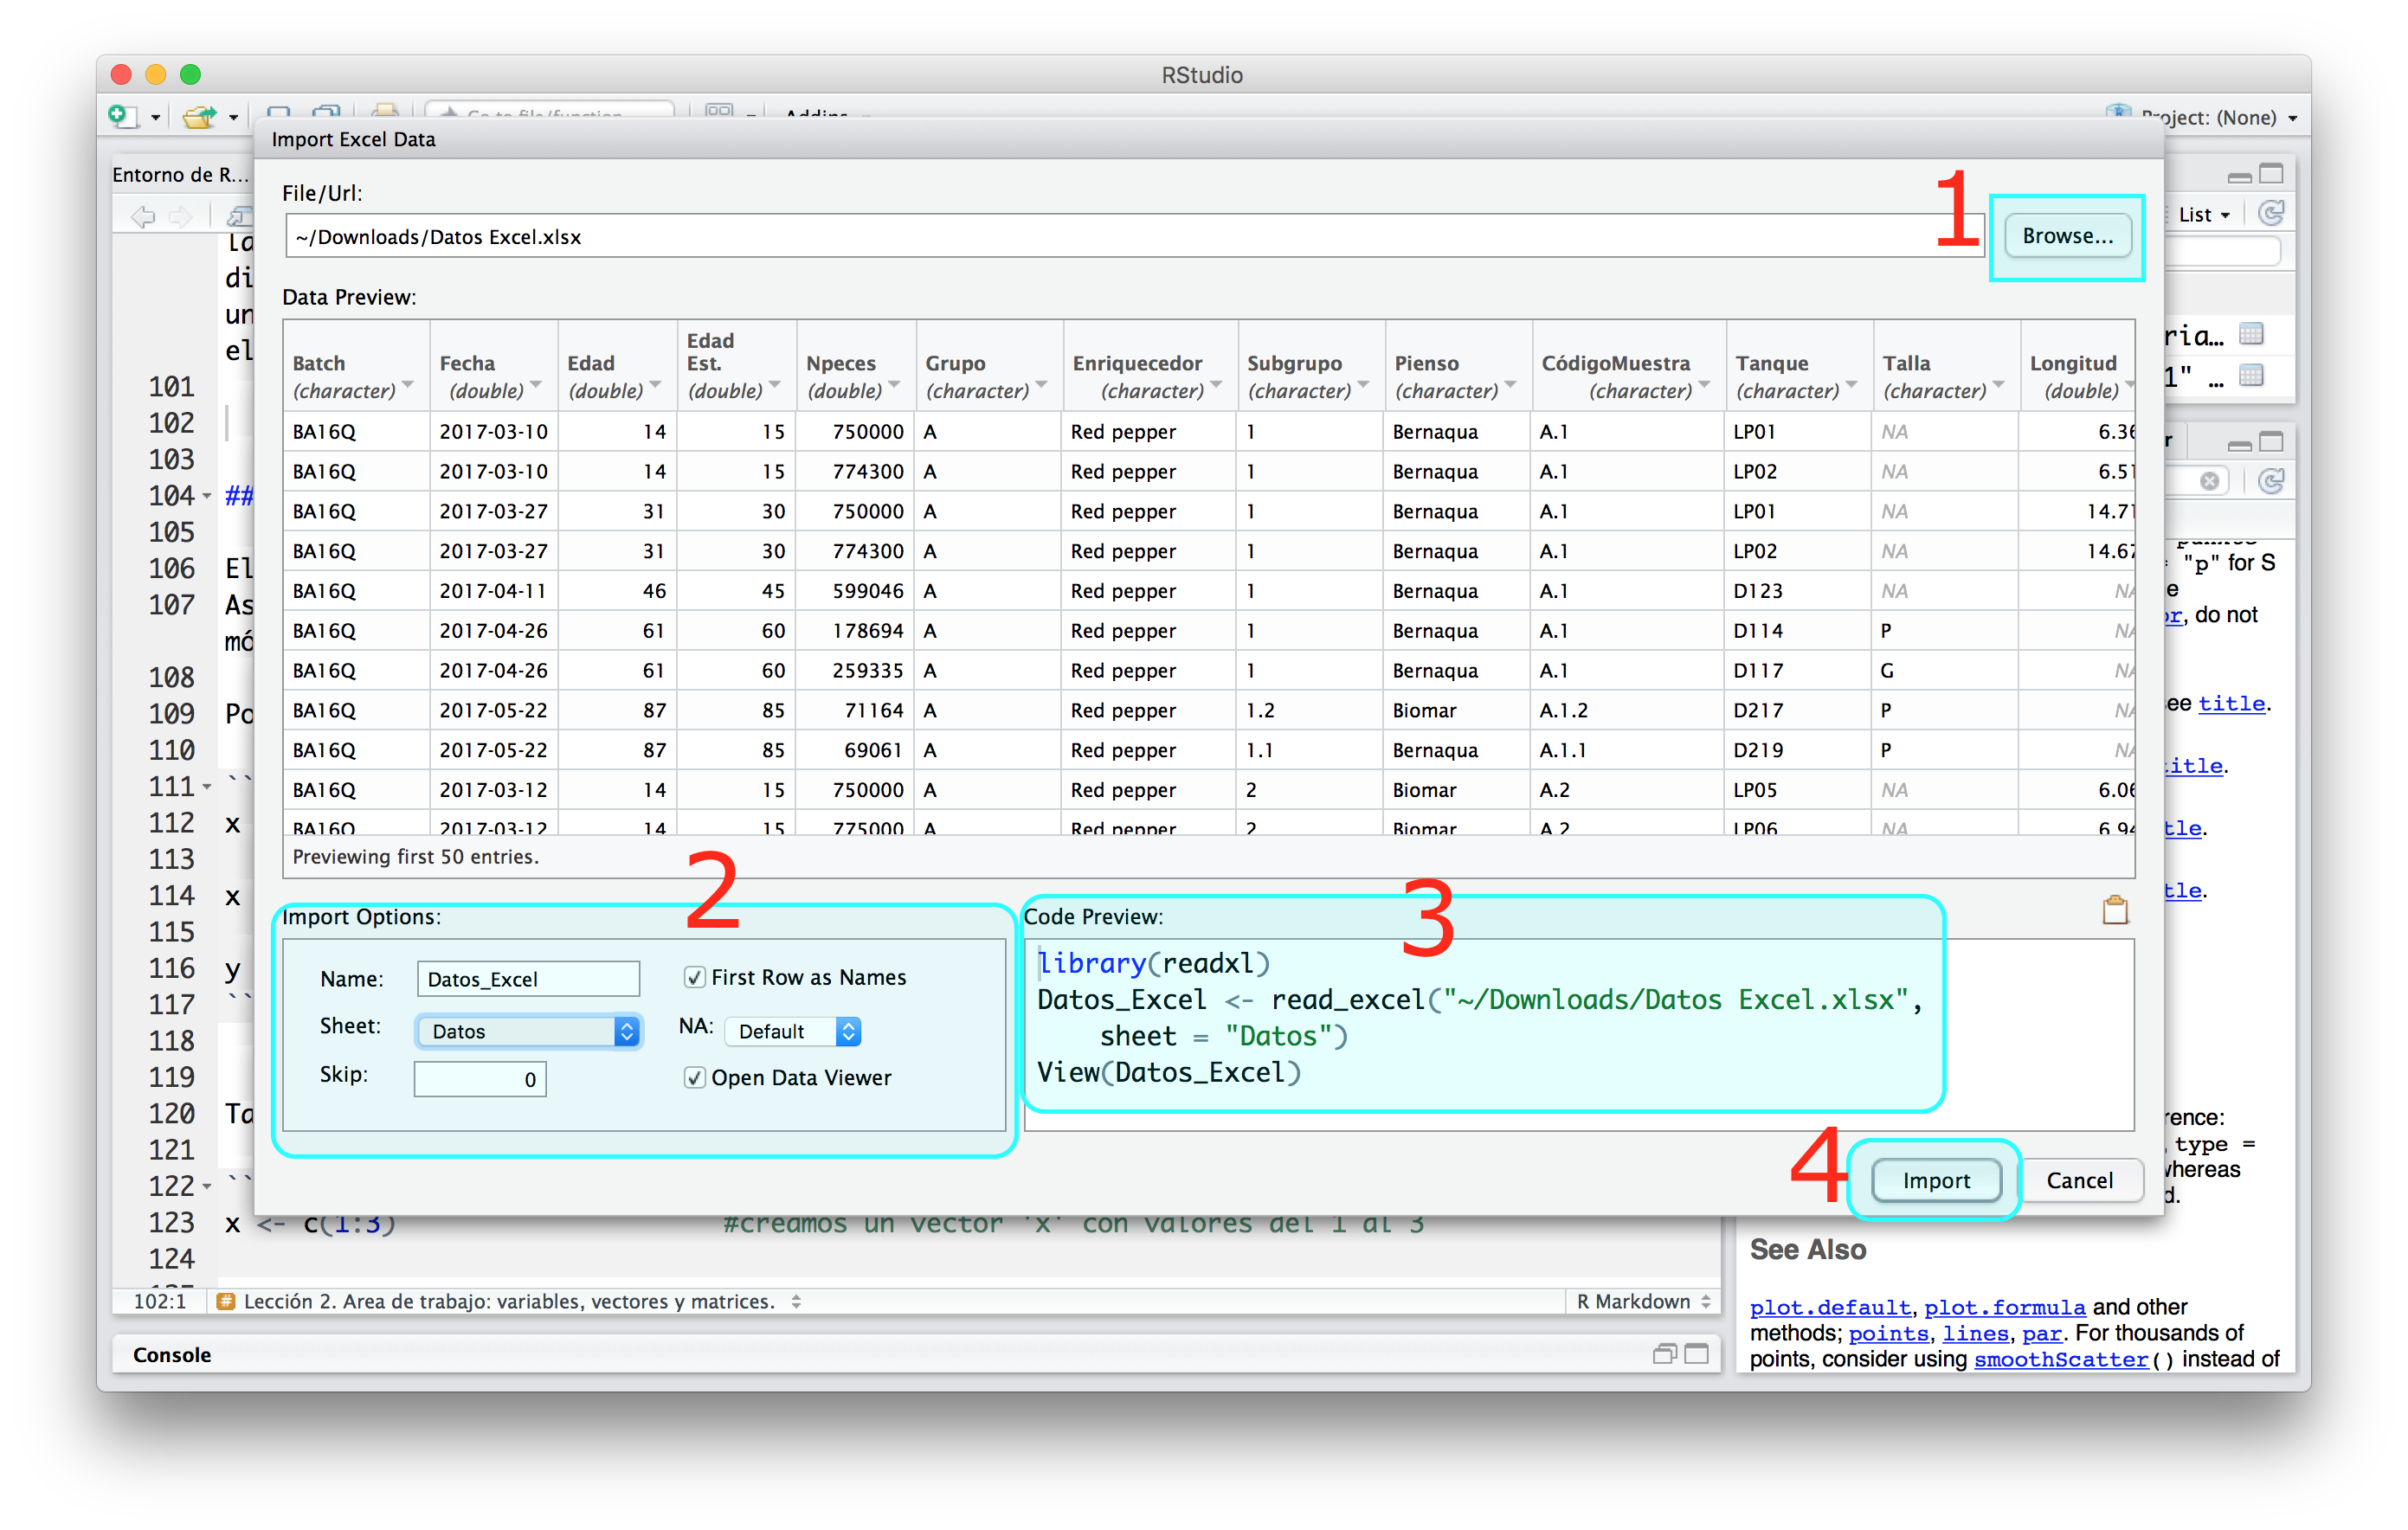 RStudio
Addins
Project: (None)
Import Excel Data
Entorno de R...
List
File/Url:
~/Downloads/Datos Excel.xlsx
1
Browse...
Data Preview:
Batch (character) Fecha (double) Edad (double) Edad Est. (double) Npeces (double) Grupo (character) Enriquecedor (character) Subgrupo (character) Pienso (character) CódigoMuestra (character) Tanque (character) Talla (character) Longitud (double)
BA16Q 2017-03-10 14 15 750000 A Red pepper 1 Bernaqua A.1 LP01 NA 6.36
BA16Q 2017-03-10 14 15 774300 A Red pepper 1 Bernaqua A.1 LP02 NA 6.51
BA16Q 2017-03-27 31 30 750000 A Red pepper 1 Bernaqua A.1 LP01 NA 14.71
BA16Q 2017-03-27 31 30 774300 A Red pepper 1 Bernaqua A.1 LP02 NA 14.67
BA16Q 2017-04-11 46 45 599046 A Red pepper 1 Bernaqua A.1 D123 NA NA
BA16Q 2017-04-26 61 60 178694 A Red pepper 1 Bernaqua A.1 D114 P NA
BA16Q 2017-04-26 61 60 259335 A Red pepper 1 Bernaqua A.1 D117 G NA
BA16Q 2017-05-22 87 85 71164 A Red pepper 1.2 Biomar A.1.2 D217 P NA
BA16Q 2017-05-22 87 85 69061 A Red pepper 1.1 Bernaqua A.1.1 D219 P NA
BA16Q 2017-03-12 14 15 750000 A Red pepper 2 Biomar A.2 LP05 NA 6.06
BA16Q 2017-03-12 14 15 775000 A Red pepper 2 Biomar A.2 LP06 NA 6.94
Previewing first 50 entries.
2
Import Options:
Name: Datos_Excel
First Row as Names
Sheet: Datos
NA: Default
Skip: 0
Open Data Viewer
3
Code Preview:
library(readxl)
Datos_Excel <- read_excel("~/Downloads/Datos Excel.xlsx",
sheet = "Datos")
View(Datos_Excel)
4
Import
Cancel
la
di
un
el
101
102
103
104 ##
105
106 El
107 As
mó
108
109 Po
110
111 ``
112 x
113
114 x
115
116 y
117 ``
118
119
120 Ta
121
122 ``
123 x <- c(1:3) #creamos un vector 'x' con valores del 1 al 3
124
102:1
Lección 2. Area de trabajo: variables, vectores y matrices.
R Markdown
Console
ria...
1" ...
"p" for S
or, do not
see title.
title.
tle.
tle.
rence:
, type =
whereas
d.
See Also
plot.default, plot.formula and other
methods; points, lines, par. For thousands of
points, consider using smoothScatter() instead of